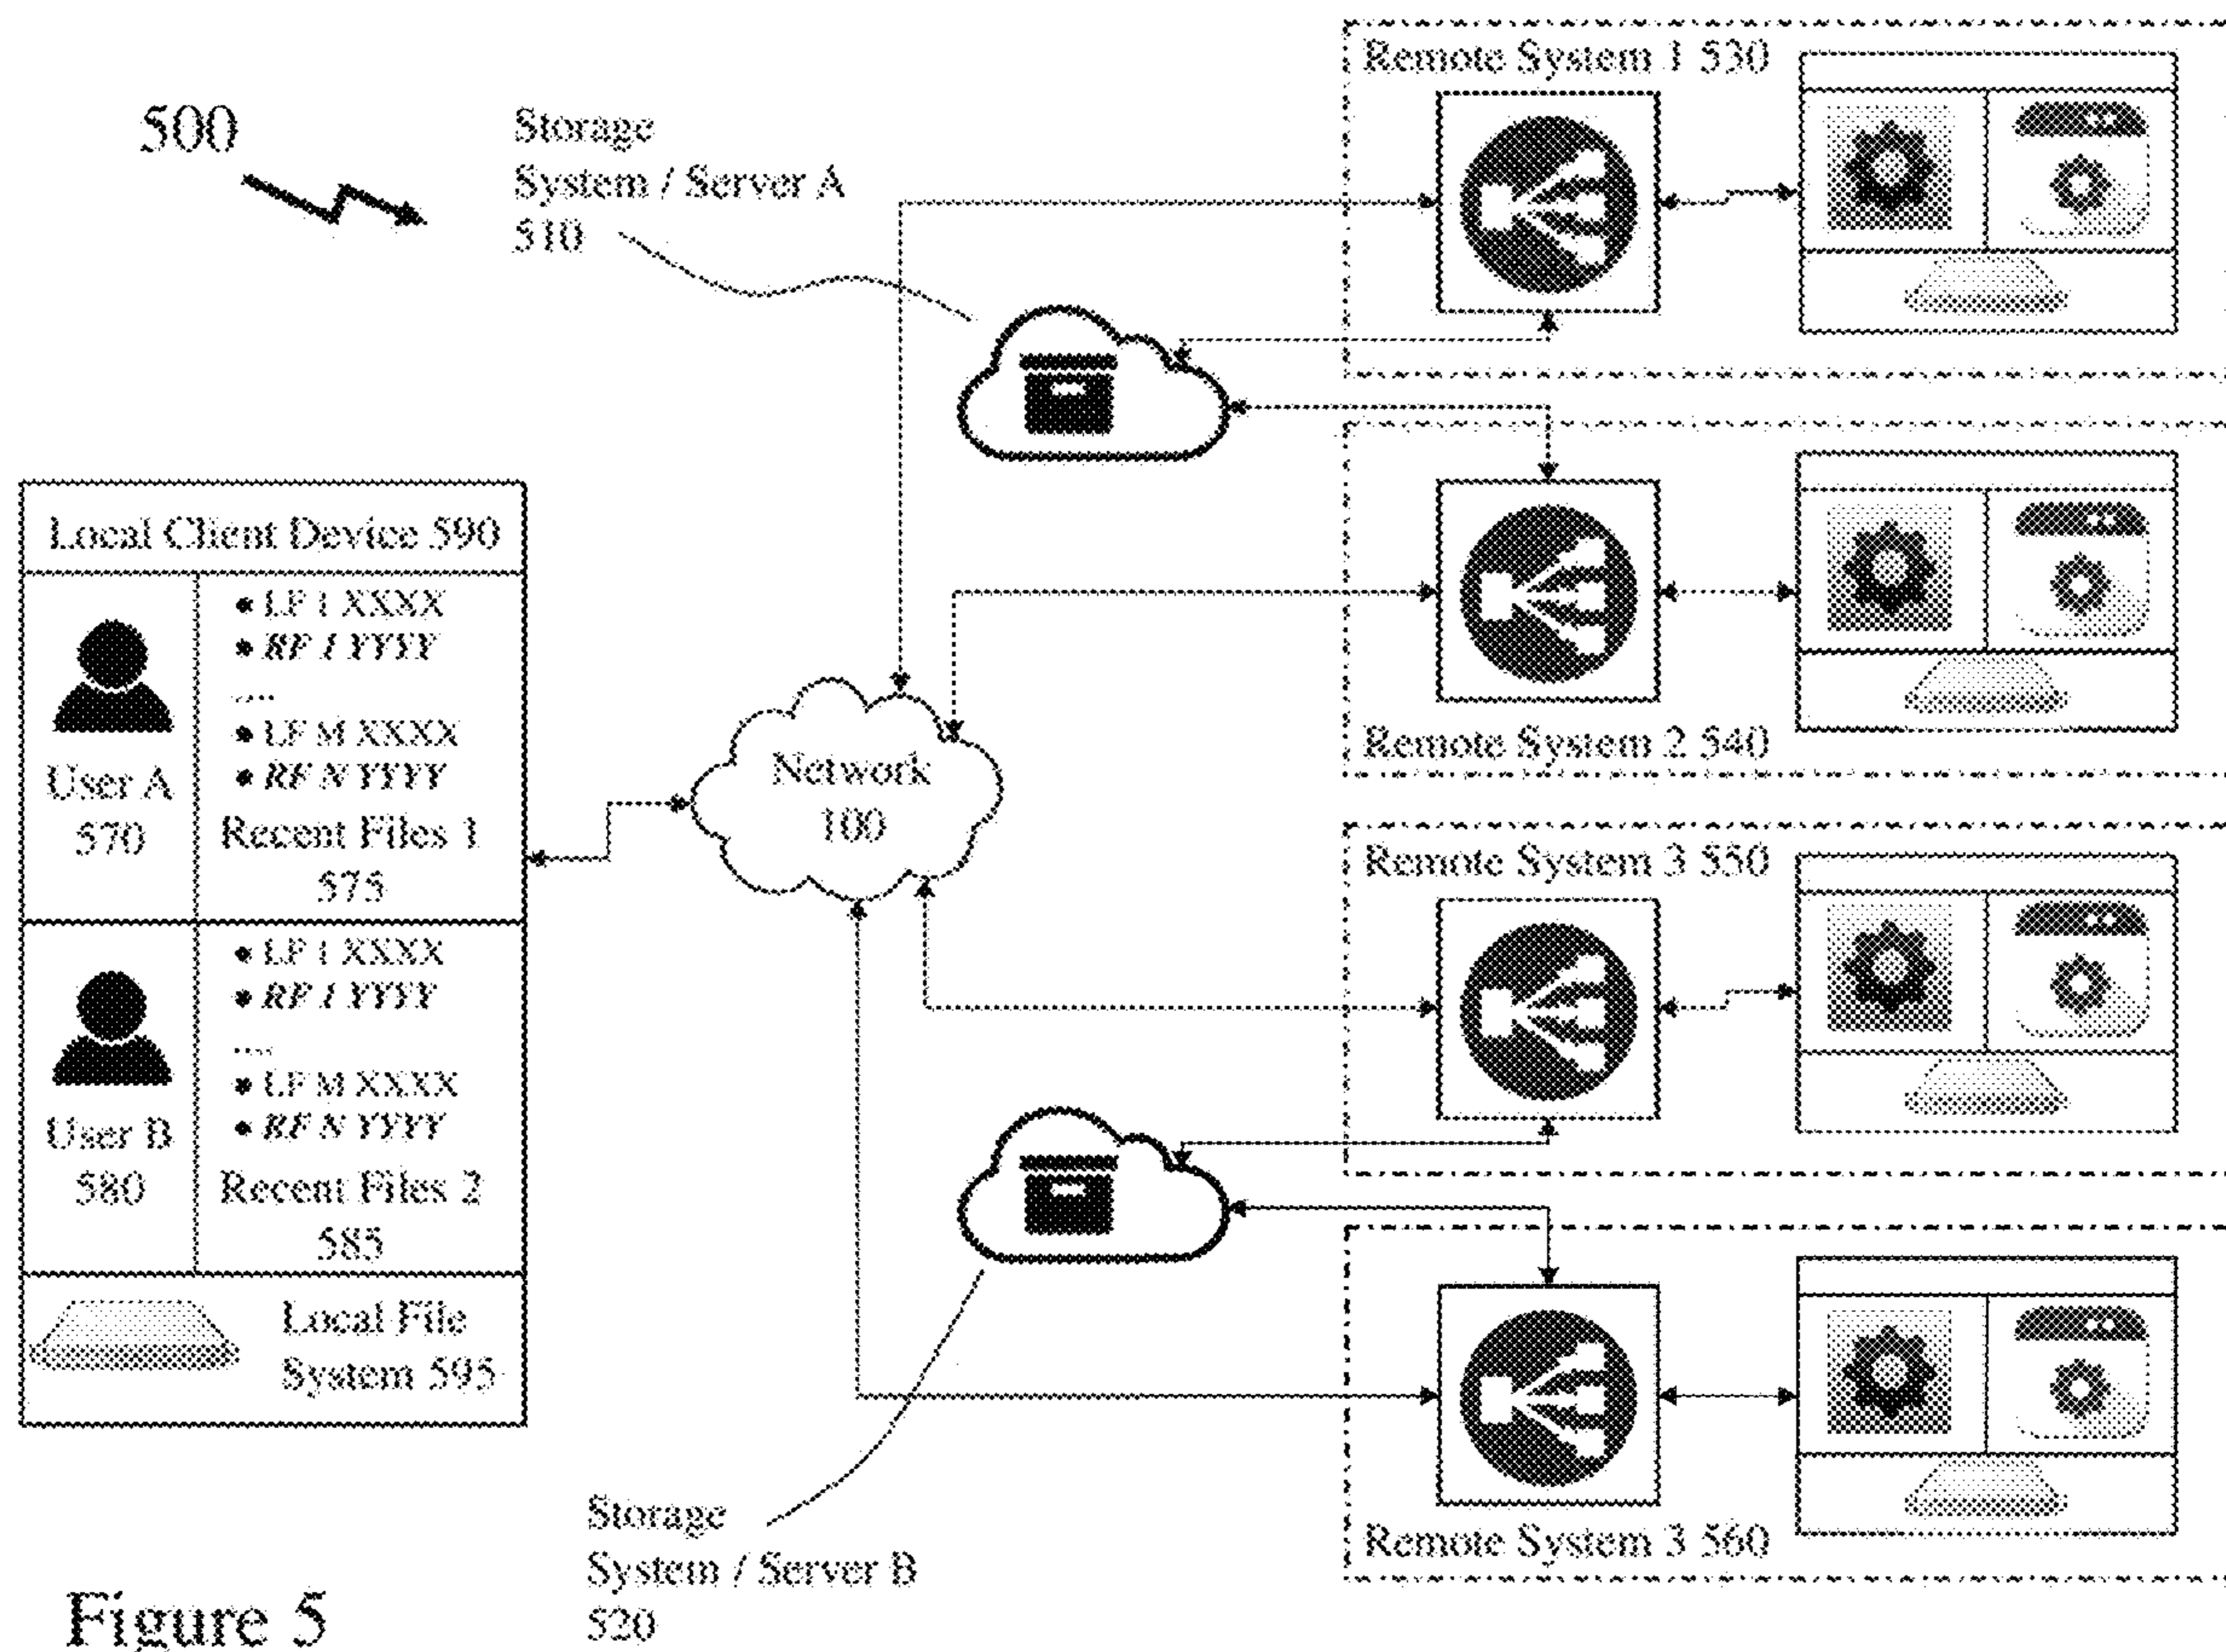 500
Storage
System / Server A
510
Remote System 1 530
Local Client Device 590
• LF 1 XXXX
• RF 1 YYYY
....
• LF M XXXX
• RF N YYYY
User A
570
Recent Files 1
575
• LF 1 XXXX
• RF 1 YYYY
....
• LF M XXXX
• RF N YYYY
User B
580
Recent Files 2
585
Local File
System 595
Network
100
Remote System 2 540
Remote System 3 550
Remote System 3 560
Storage
System / Server B
520
Figure 5